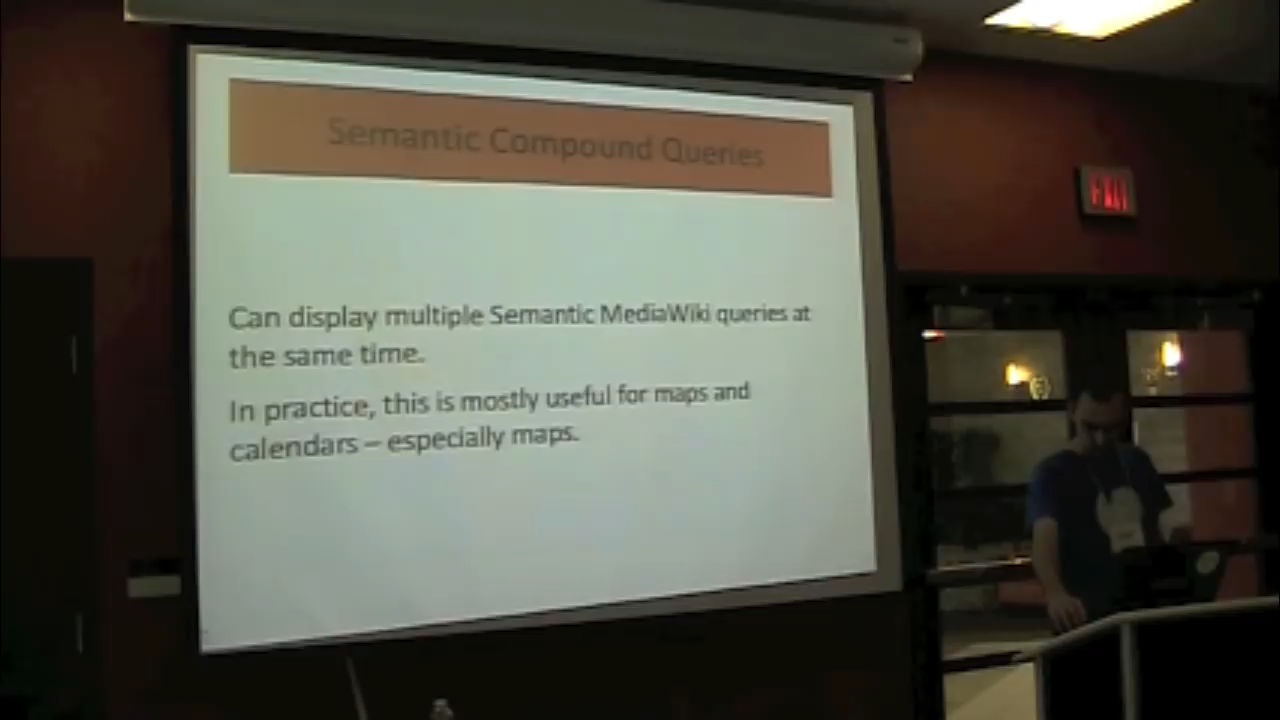 Semantic Compound Queries
Can display multiple Semantic MediaWiki queries at
the same time.
In practice, this is mostly useful for maps and
calendars – especially maps.
EXIT